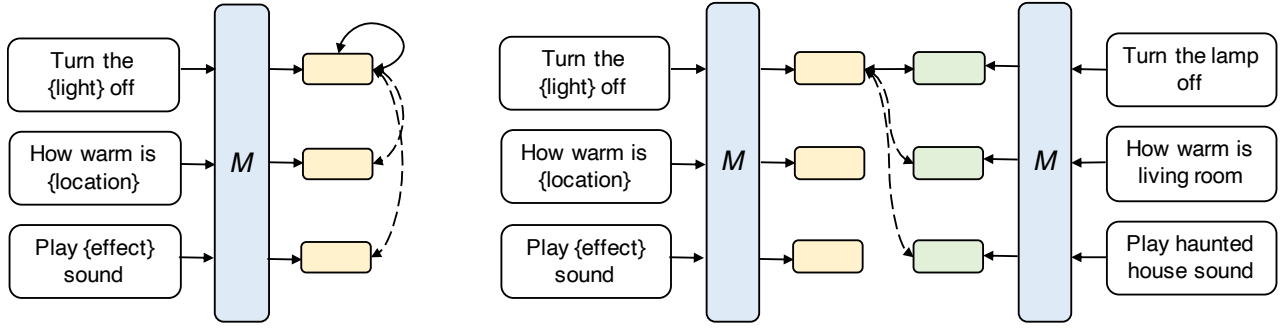 Turn the
{light} off
How warm is
{location}
Play {effect}
sound
M
Turn the
{light} off
How warm is
{location}
Play {effect}
sound
M
M
Turn the lamp
off
How warm is
living room
Play haunted
house sound